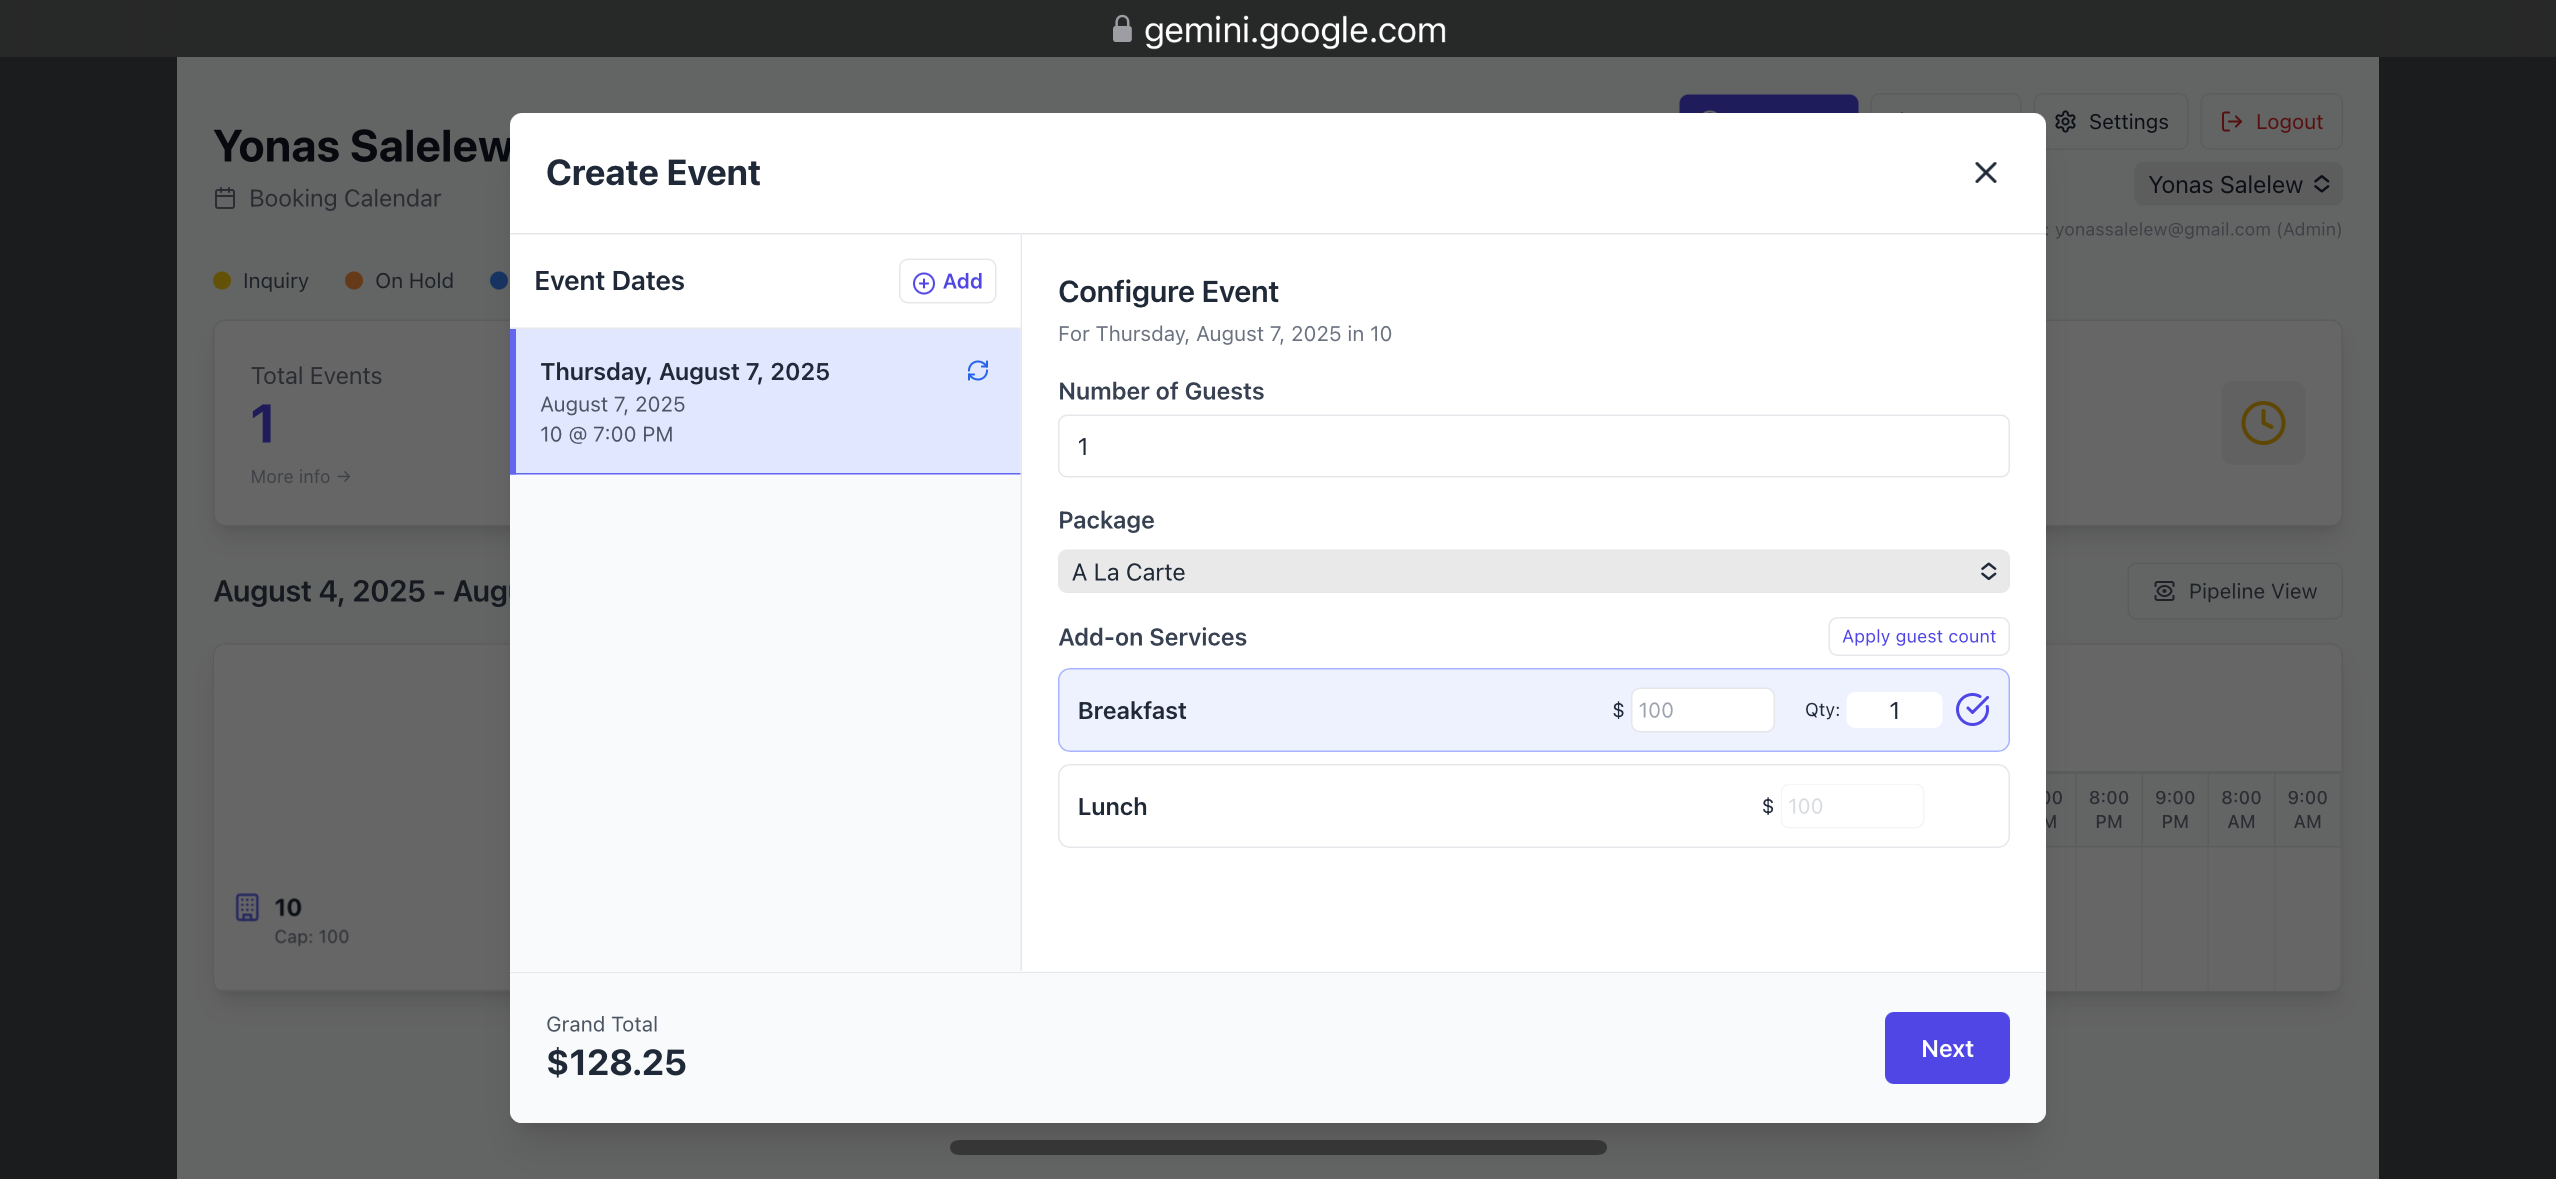 gemini.google.com
Yonas Salelew
Booking Calendar
Settings
Logout
Yonas Salelew
yonassalelew@gmail.com (Admin)
Inquiry
On Hold
Total Events
1
More info →
August 4, 2025 - Aug
Pipeline View
8:00 PM
9:00 PM
8:00 AM
9:00 AM
10
Cap: 100
Create Event
Event Dates
Add
Thursday, August 7, 2025
August 7, 2025
10 @ 7:00 PM
Configure Event
For Thursday, August 7, 2025 in 10
Number of Guests
1
Package
A La Carte
Add-on Services
Apply guest count
Breakfast
$ 100
Qty: 1
Lunch
$ 100
Grand Total
$128.25
Next